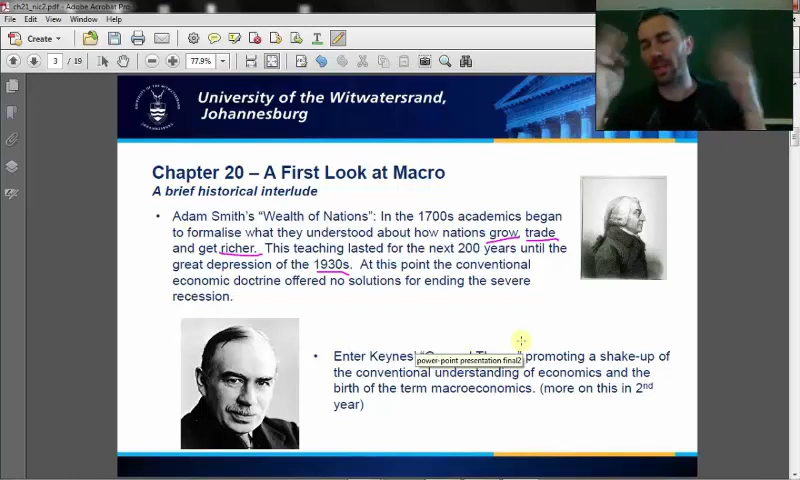 ch21_nic2.pdf - Adobe Acrobat Pro
File Edit View Window Help
Create
3 / 19
77.9%
University of the Witwatersrand,
Johannesburg
Chapter 20 – A First Look at Macro
A brief historical interlude
• Adam Smith's "Wealth of Nations": In the 1700s academics began
to formalise what they understood about how nations grow, trade
and get richer. This teaching lasted for the next 200 years until the
great depression of the 1930s. At this point the conventional
economic doctrine offered no solutions for ending the severe
recession.
• Enter Keynes' promoting a shake-up of
power-point presentation final2
the conventional understanding of economics and the
birth of the term macroeconomics. (more on this in 2nd
year)